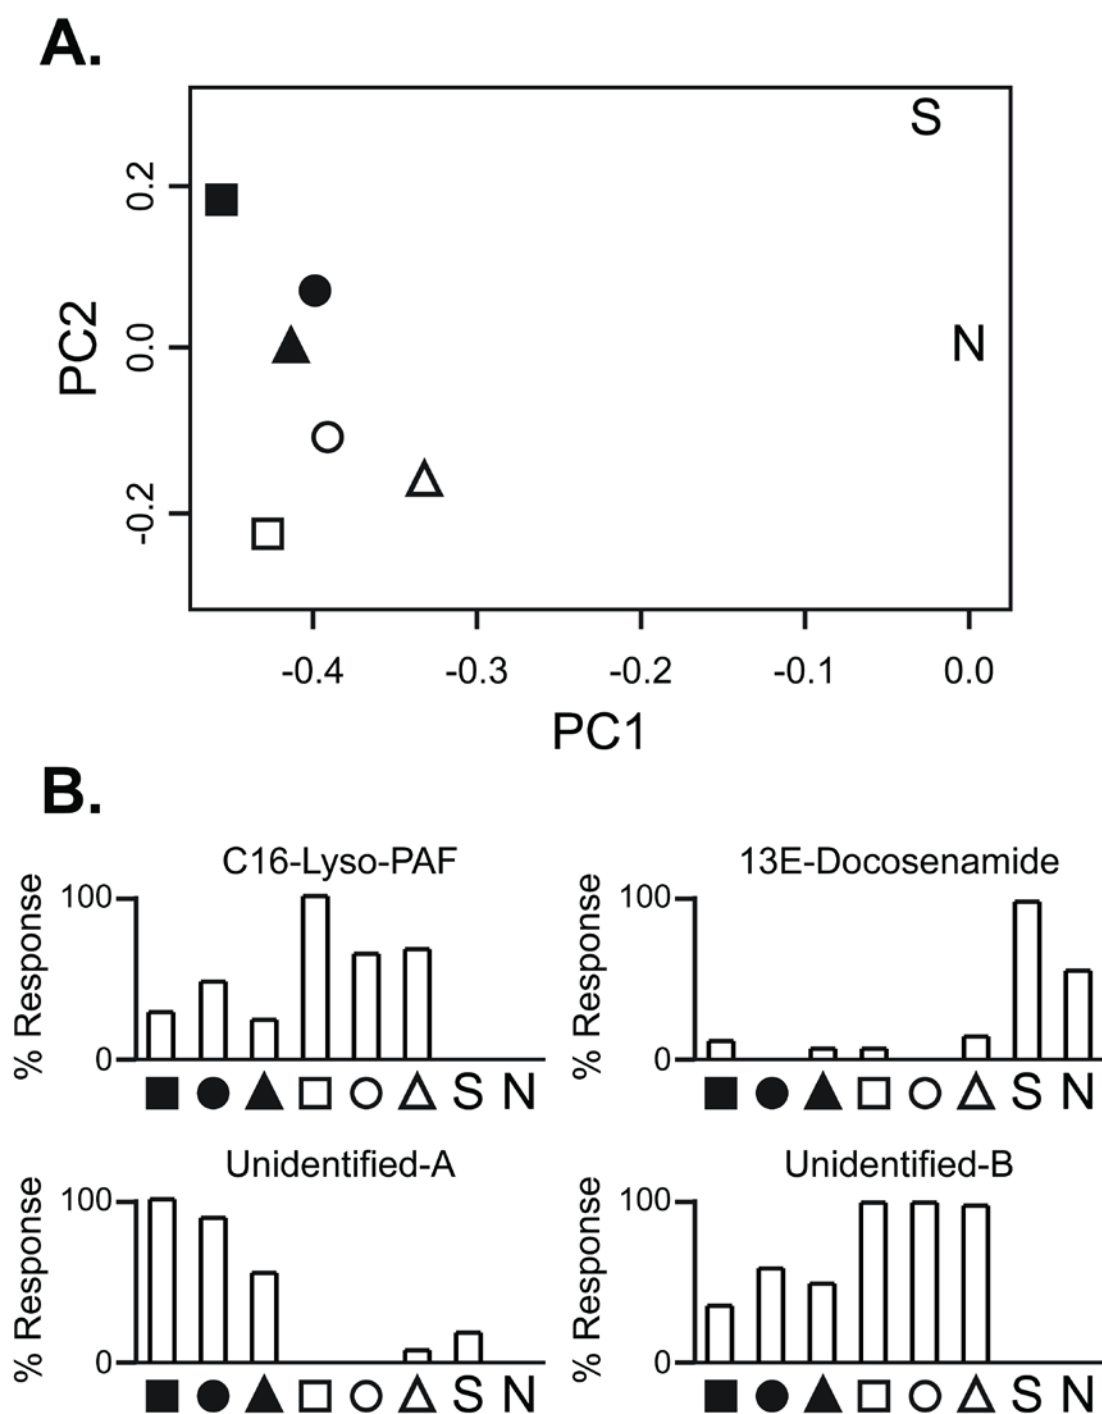 A.
S
0.2
N
0.0
PC2
-0.2
-0.4 -0.3 -0.2 -0.1 0.0
PC1
B.
C16-Lyso-PAF
% Response
100
0
S N
13E-Docosenamide
% Response
100
0
S N
Unidentified-A
% Response
100
0
S N
Unidentified-B
% Response
100
0
S N